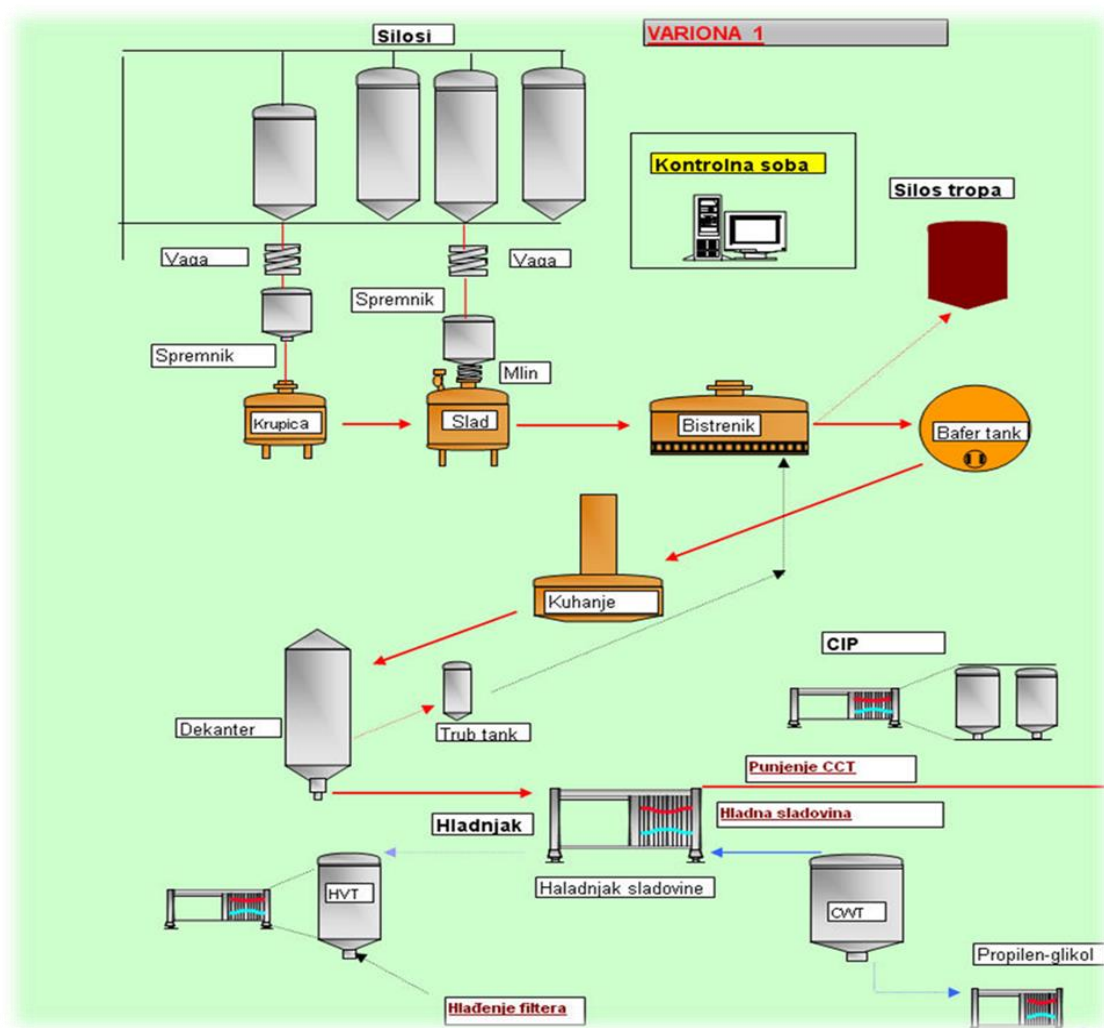 Silosi
VARIONA 1
Kontrolna soba
Silos tropa
Vaga
Vaga
Spremnik
Spremnik
Mlin
Krupica
Slad
Bistrenik
Bafer tank
Kuhanje
CIP
Dekanter
Trub tank
Punjenje CCT
Hladna sladovina
Hladnjak
HVT
Haladnjak sladovine
CWT
Propilen-glikol
Hlađenje filtera